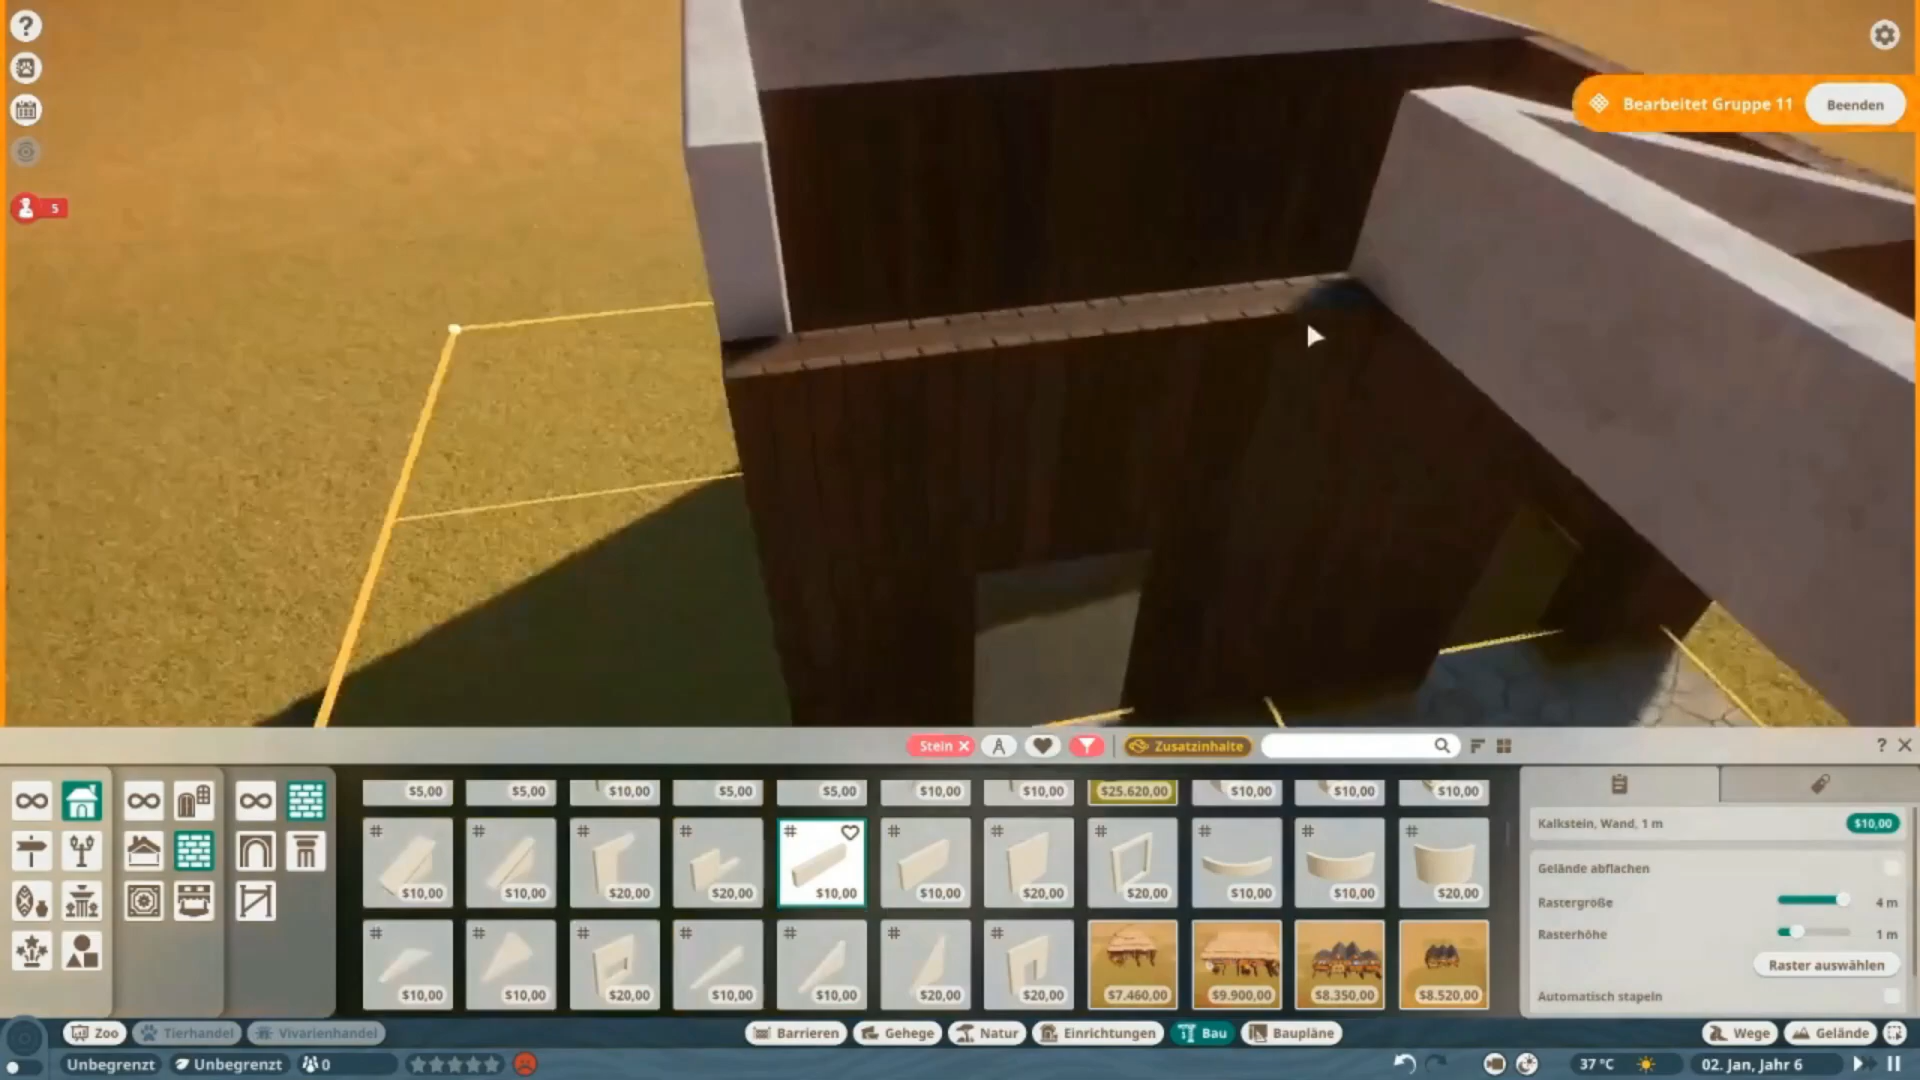 ?
Bearbeitet Gruppe 11
Beenden
5
Stein ×
Zusatzinhalte
? ×
$5,00 $5,00 $10,00 $5,00 $5,00 $10,00 $10,00 $25.620,00 $10,00 $10,00 $10,00
# # # # # # # # # # #
$10,00 $10,00 $20,00 $20,00 $10,00 $10,00 $20,00 $20,00 $10,00 $10,00 $20,00
# # # # # # #
$10,00 $10,00 $20,00 $10,00 $10,00 $20,00 $20,00 $7.460,00 $9.900,00 $8.350,00 $8.520,00
Kalkstein, Wand, 1 m $10,00
Gelände abflachen
Rastergröße 4 m
Rasterhöhe 1 m
Raster auswählen
Automatisch stapeln
Zoo Tierhandel Vivarienhandel Barrieren Gehege Natur Einrichtungen Bau Baupläne Wege Gelände
Unbegrenzt Unbegrenzt 0 37 °C 02. Jan, Jahr 6